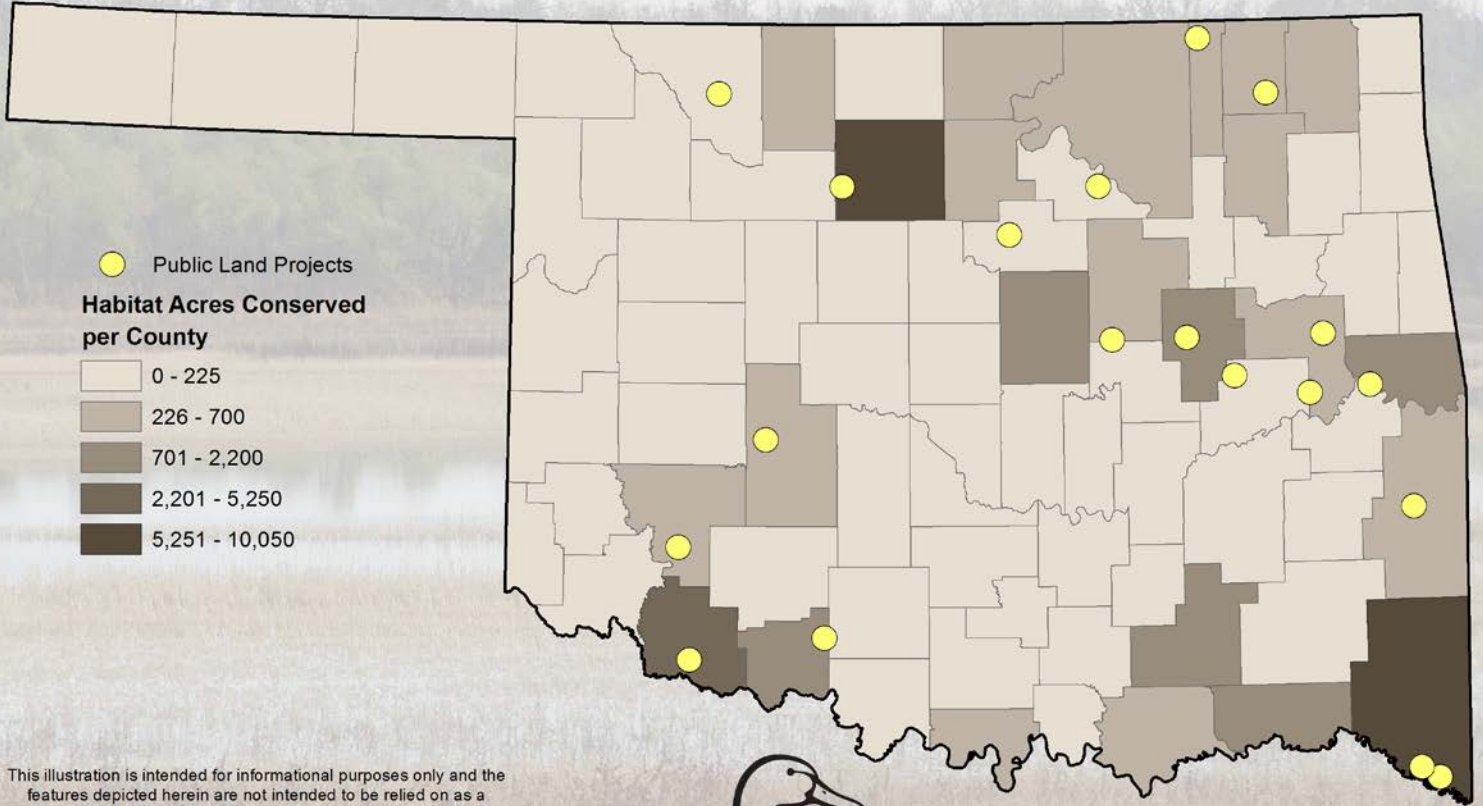 Public Land Projects
Habitat Acres Conserved
per County
0 - 225
226 - 700
701 - 2,200
2,201 - 5,250
5,251 - 10,050
This illustration is intended for informational purposes only and the
features depicted herein are not intended to be relied on as a